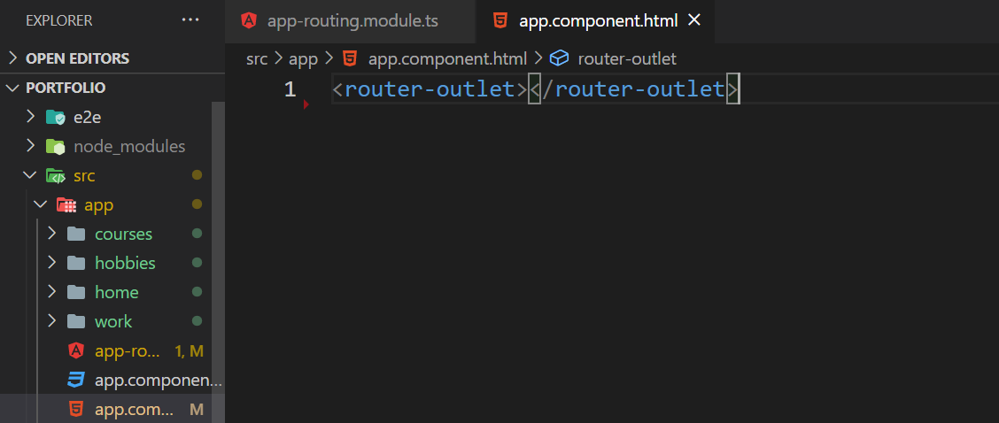 EXPLORER ···
OPEN EDITORS
PORTFOLIO
e2e
node_modules
src
app
courses
hobbies
home
work
app-ro... 1, M
app.componen...
app.com... M
app-routing.module.ts app.component.html
src > app > app.component.html > router-outlet
1 <router-outlet></router-outlet>